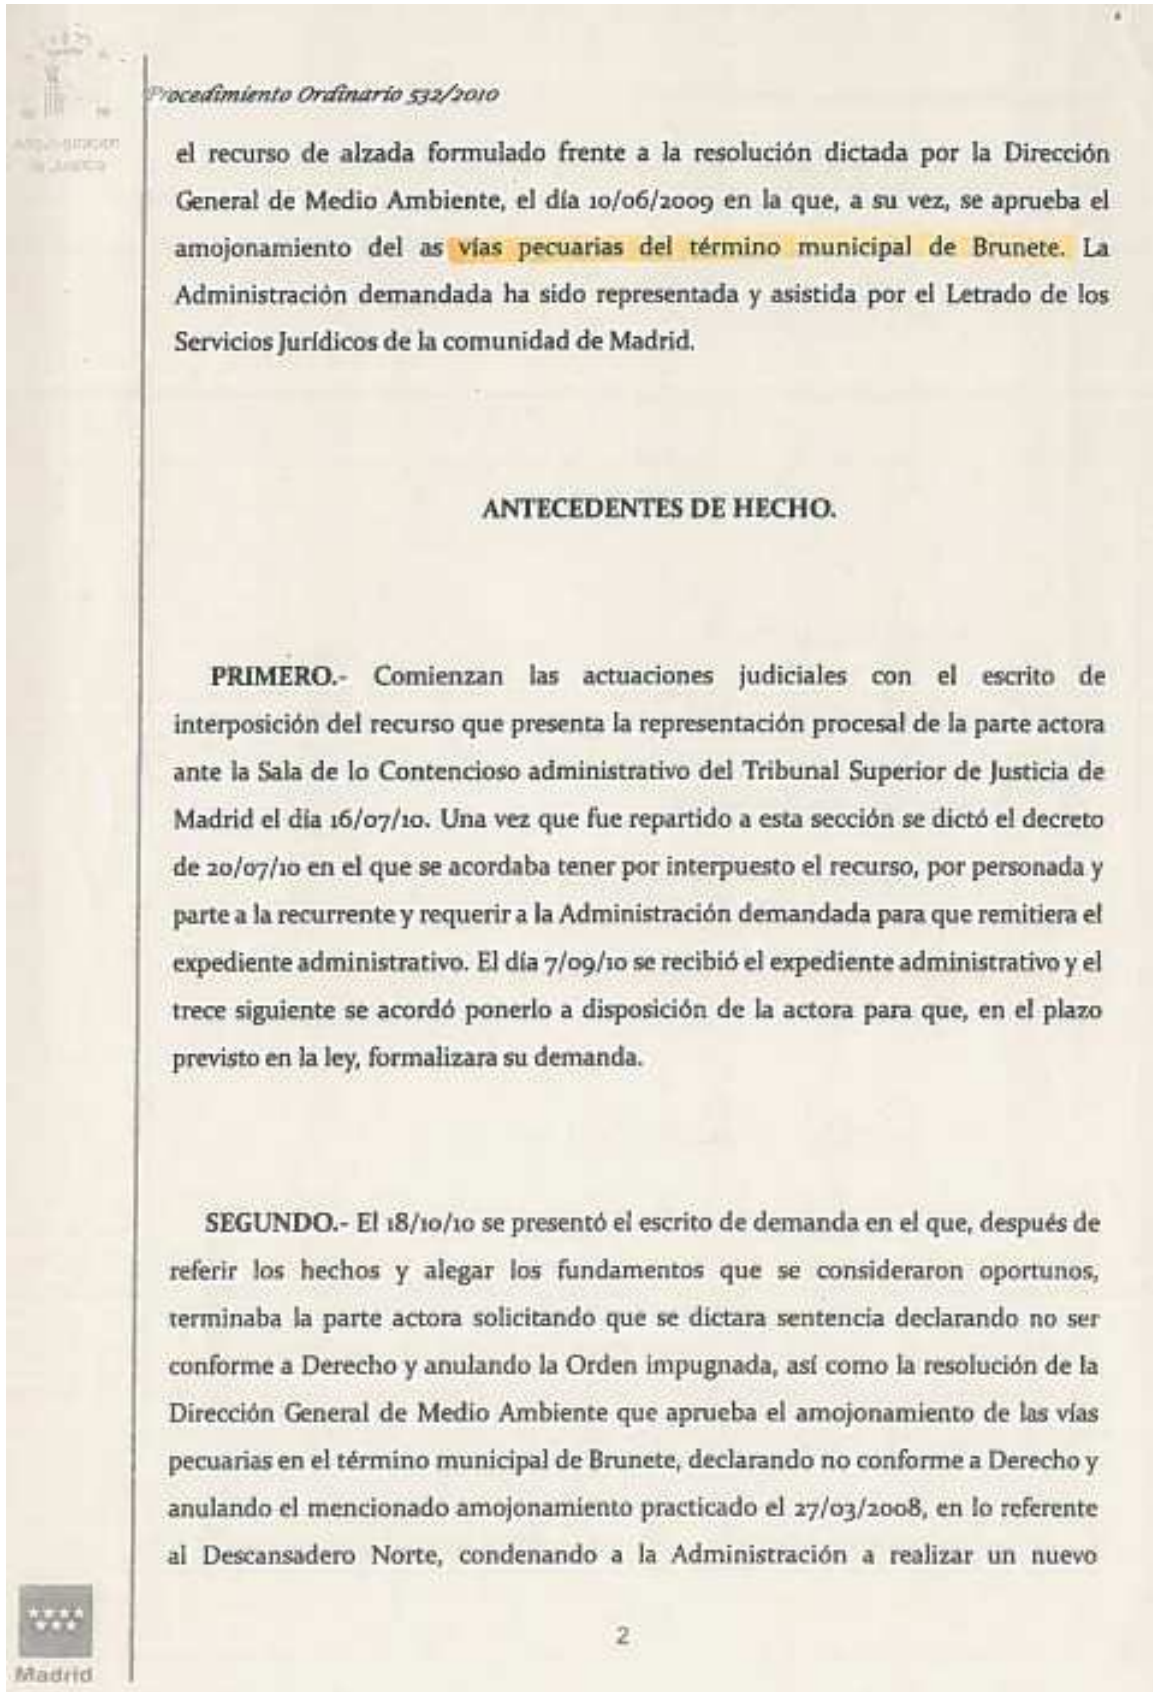 Administración
de Justicia
Procedimiento Ordinario 532/2010
el recurso de alzada formulado frente a la resolución dictada por la Dirección
General de Medio Ambiente, el día 10/06/2009 en la que, a su vez, se aprueba el
amojonamiento del as vías pecuarias del término municipal de Brunete. La
Administración demandada ha sido representada y asistida por el Letrado de los
Servicios Jurídicos de la comunidad de Madrid.
ANTECEDENTES DE HECHO.
PRIMERO.- Comienzan las actuaciones judiciales con el escrito de
interposición del recurso que presenta la representación procesal de la parte actora
ante la Sala de lo Contencioso administrativo del Tribunal Superior de Justicia de
Madrid el día 16/07/10. Una vez que fue repartido a esta sección se dictó el decreto
de 20/07/10 en el que se acordaba tener por interpuesto el recurso, por personada y
parte a la recurrente y requerir a la Administración demandada para que remitiera el
expediente administrativo. El día 7/09/10 se recibió el expediente administrativo y el
trece siguiente se acordó ponerlo a disposición de la actora para que, en el plazo
previsto en la ley, formalizara su demanda.
SEGUNDO.- El 18/10/10 se presentó el escrito de demanda en el que, después de
referir los hechos y alegar los fundamentos que se consideraron oportunos,
terminaba la parte actora solicitando que se dictara sentencia declarando no ser
conforme a Derecho y anulando la Orden impugnada, así como la resolución de la
Dirección General de Medio Ambiente que aprueba el amojonamiento de las vías
pecuarias en el término municipal de Brunete, declarando no conforme a Derecho y
anulando el mencionado amojonamiento practicado el 27/03/2008, en lo referente
al Descansadero Norte, condenando a la Administración a realizar un nuevo
2
Madrid